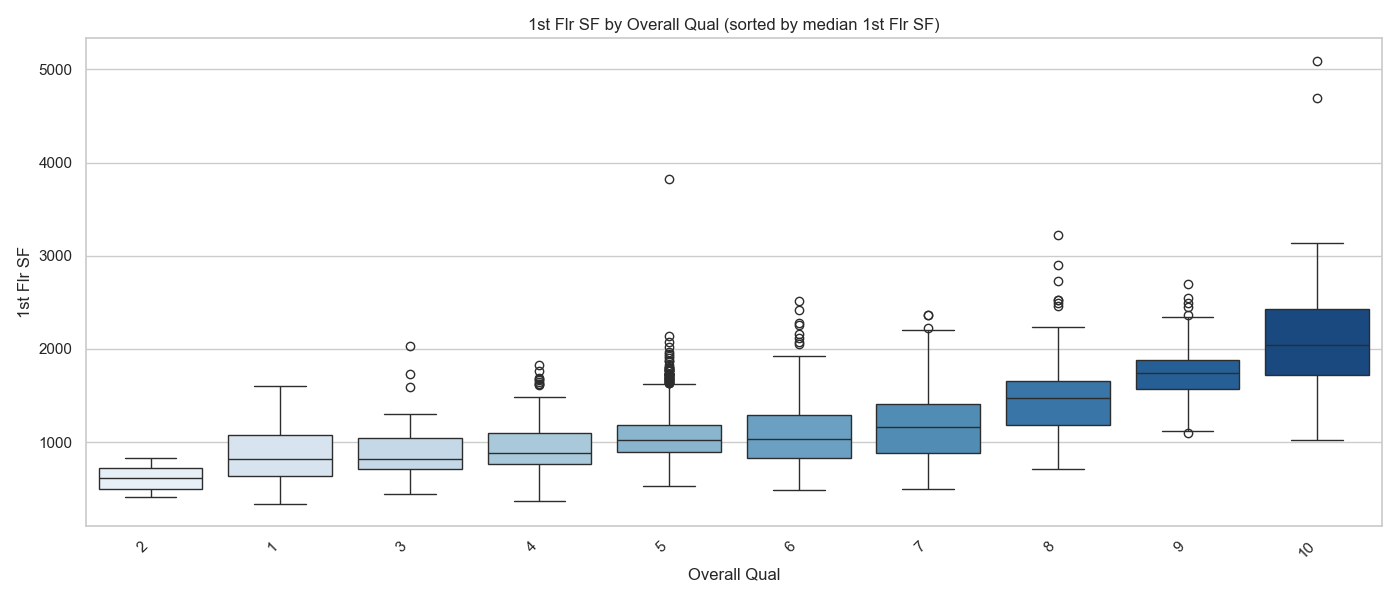 1st Flr SF by Overall Qual (sorted by median 1st Flr SF)
1st Flr SF
5000
4000
3000
2000
1000
2 1 3 4 5 6 7 8 9 10
Overall Qual